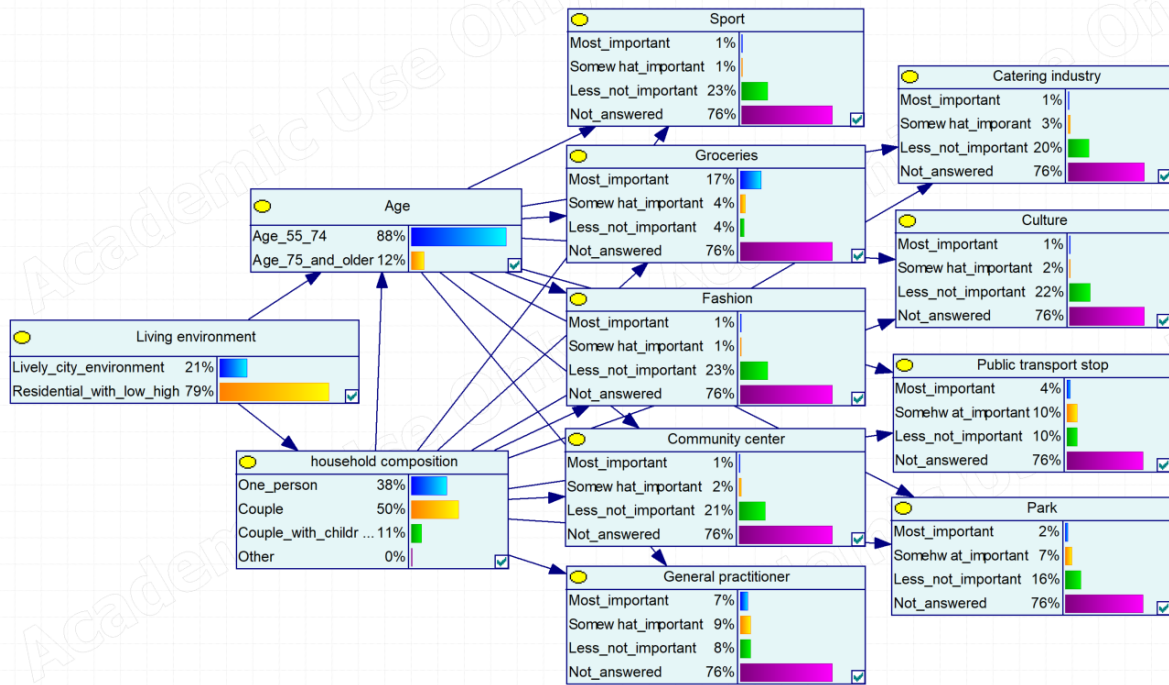 Sport
Most_important 1%
Somew hat_important 1%
Less_not_important 23%
Not_answered 76%
Catering industry
Most_important 1%
Somew hat_imporant 3%
Less_not_important 20%
Not_answered 76%
Groceries
Most_important 17%
Somew hat_important 4%
Less_not_important 4%
Not_answered 76%
Age
Age_55_74 88%
Age_75_and_older 12%
Culture
Most_important 1%
Somew hat_important 2%
Less_not_important 22%
Not_answered 76%
Fashion
Most_important 1%
Somew hat_important 1%
Less_not_important 23%
Not_answered 76%
Living environment
Lively_city_environment 21%
Residential_with_low_high 79%
Public transport stop
Most_important 4%
Somehw at_important 10%
Less_not_important 10%
Not_answered 76%
Community center
Most_important 1%
Somew hat_important 2%
Less_not_important 21%
Not_answered 76%
household composition
One_person 38%
Couple 50%
Couple_with_childr ... 11%
Other 0%
Park
Most_important 2%
Somehw at_important 7%
Less_not_important 16%
Not_answered 76%
General practitioner
Most_important 7%
Somew hat_important 9%
Less_not_important 8%
Not_answered 76%
Academic Use Only